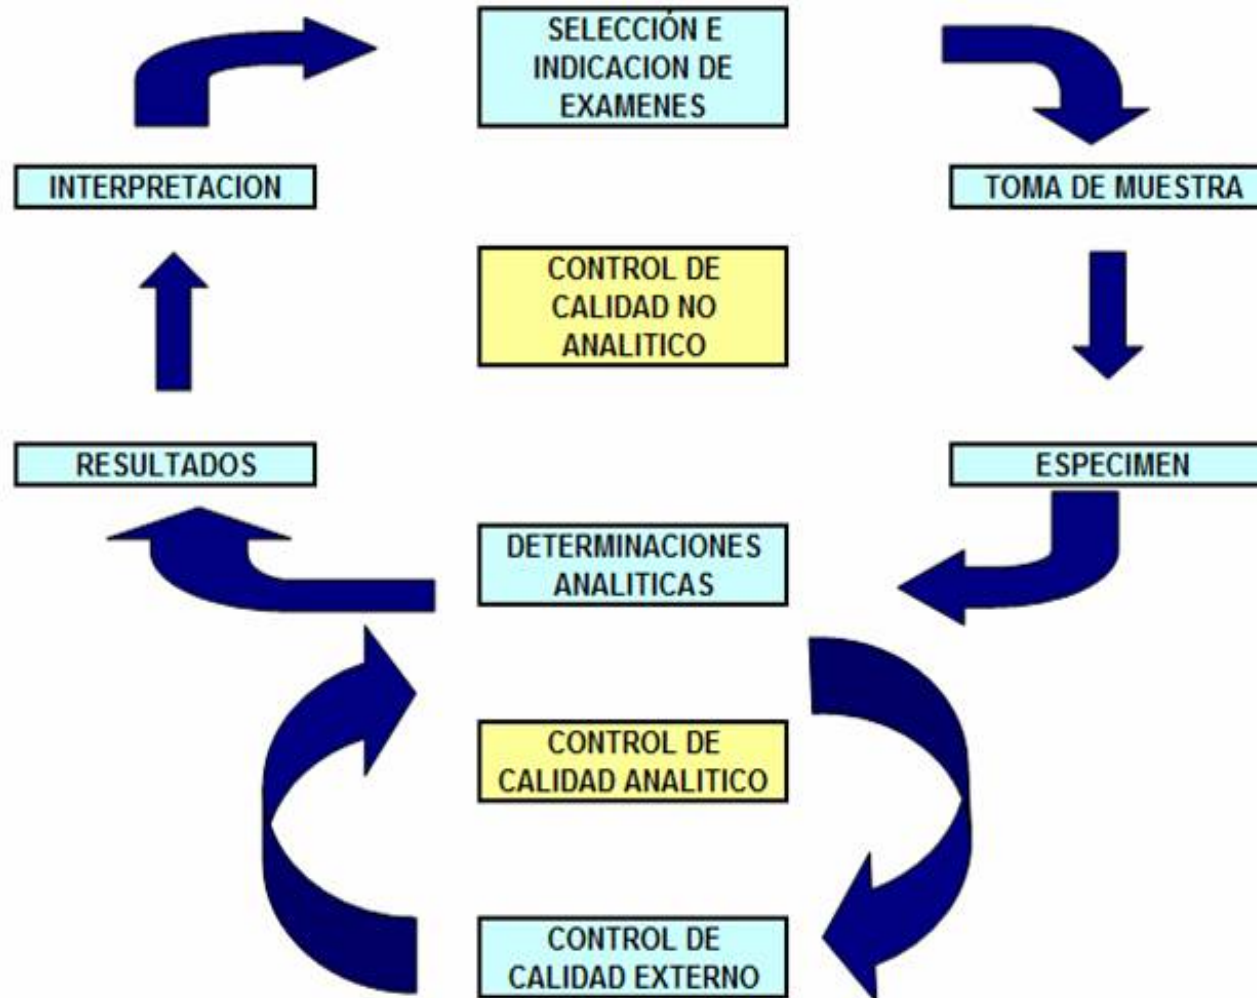 SELECCIÓN E
INDICACION DE
EXAMENES
INTERPRETACION
TOMA DE MUESTRA
CONTROL DE
CALIDAD NO
ANALITICO
RESULTADOS
ESPECIMEN
DETERMINACIONES
ANALITICAS
CONTROL DE
CALIDAD ANALITICO
CONTROL DE
CALIDAD EXTERNO